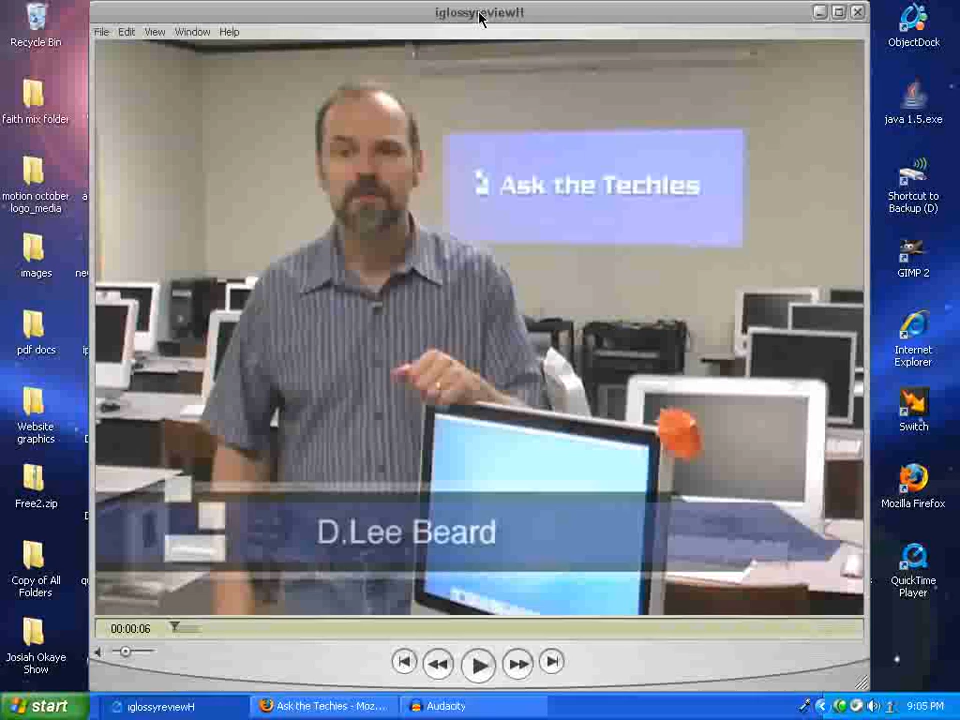 iglossyreviewH
File Edit View Window Help
Recycle Bin
faith mix folder
motion october
logo_media
images
pdf docs
Website
graphics
Free2.zip
Copy of All
Folders
Josiah Okaye
Show
Ask the Techies
D.Lee Beard
00:00:06
ObjectDock
java 1.5.exe
Shortcut to
Backup (D)
GIMP 2
Internet
Explorer
Switch
Mozilla Firefox
QuickTime
Player
start
iglossyreviewH
Ask the Techies - Moz...
Audacity
9:05 PM